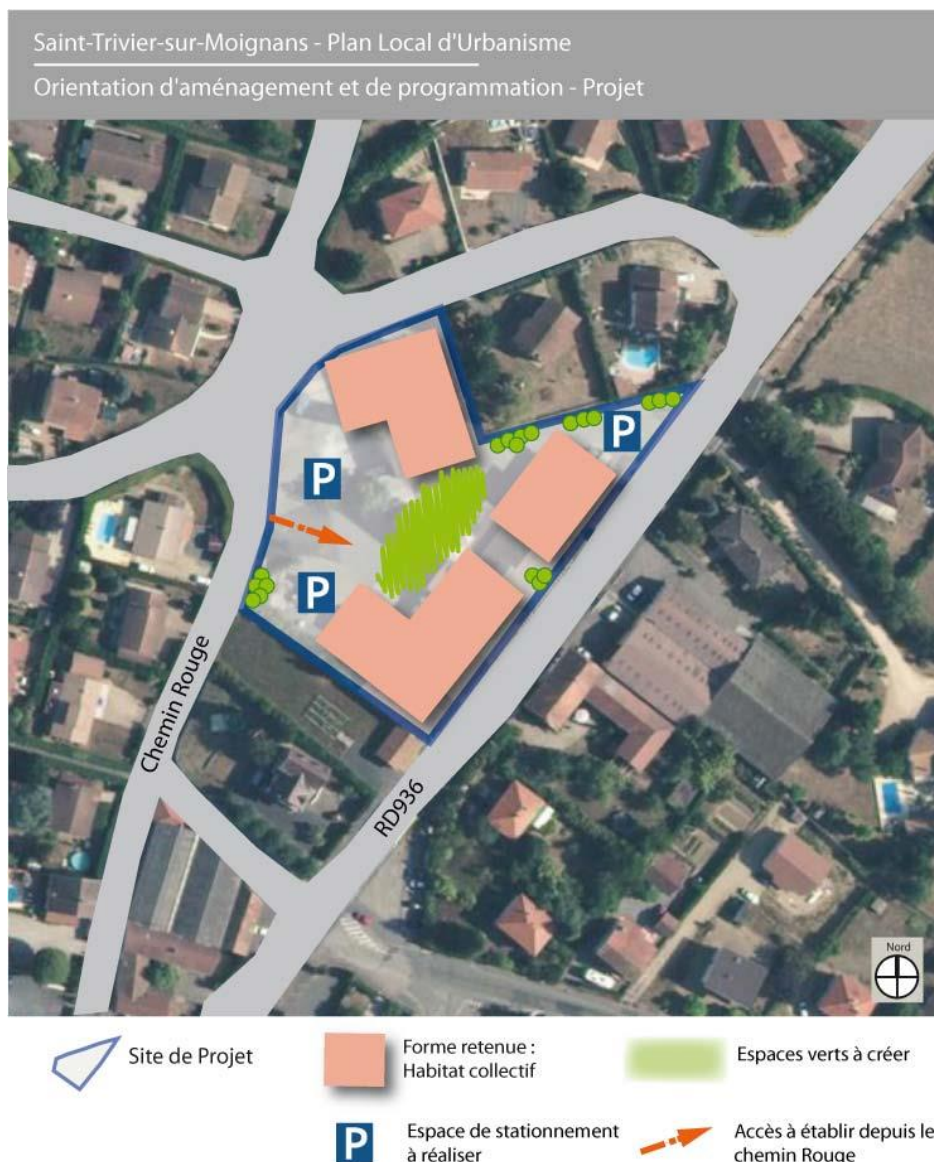 Saint-Trivier-sur-Moignans - Plan Local d'Urbanisme
Orientation d'aménagement et de programmation - Projet
P
P
P
Chemin Rouge
RD936
Nord
Site de Projet
Forme retenue :
Habitat collectif
Espaces verts à créer
P
Espace de stationnement
à réaliser
Accès à établir depuis le
chemin Rouge